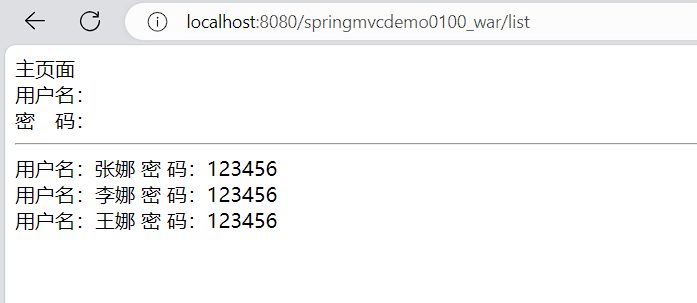 localhost:8080/springmvcdemo0100_war/list
主页面
用户名：
密　码：
用户名：张娜 密 码：123456
用户名：李娜 密 码：123456
用户名：王娜 密 码：123456